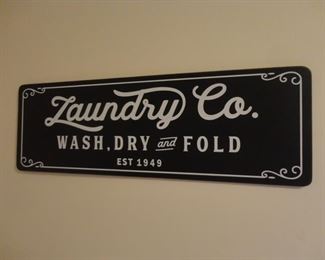 Laundry Co.
WASH, DRY and FOLD
EST 1949